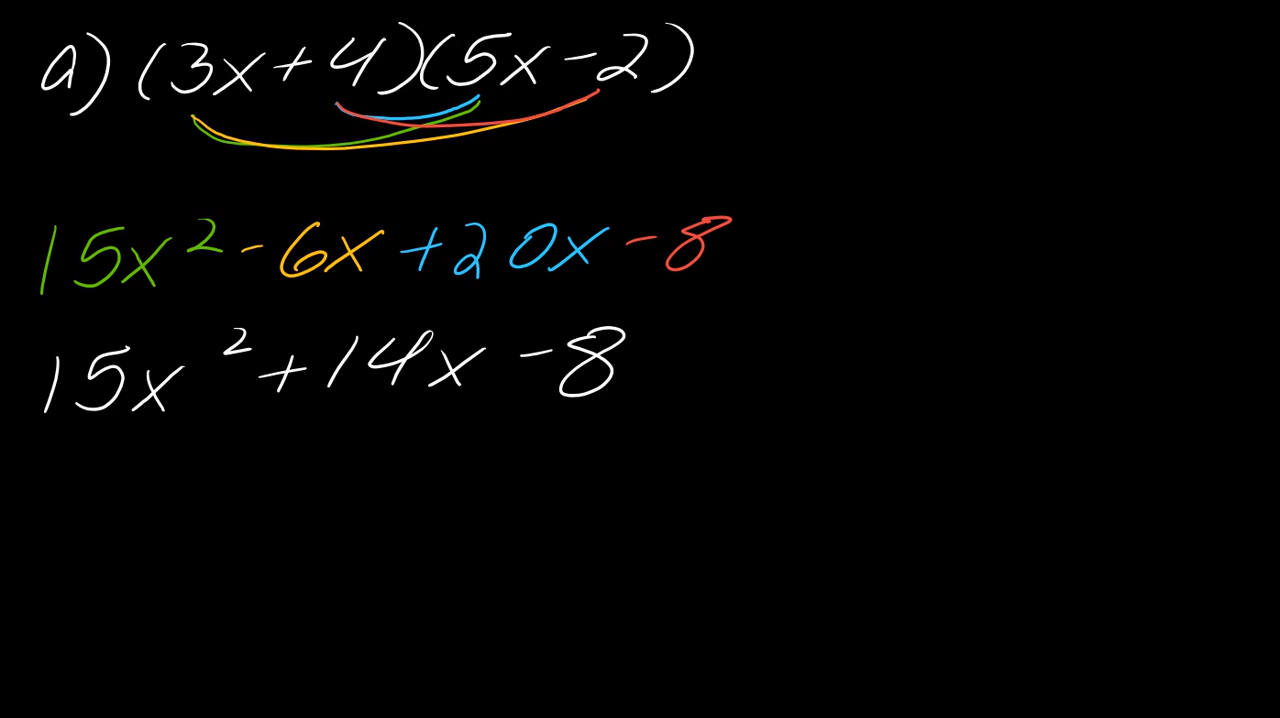 a) (3x+4)(5x-2)
15x² -6x +20x -8
15x² +14x -8